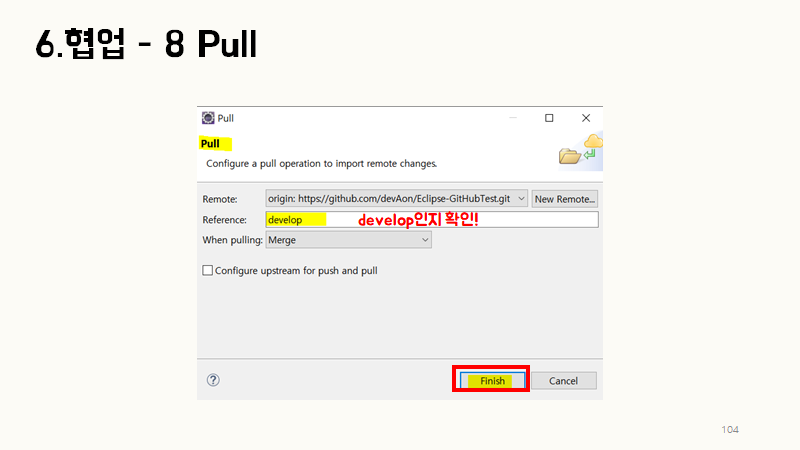 6.협업 - 8 Pull
Pull
Pull
Configure a pull operation to import remote changes.
Remote: origin: https://github.com/devAon/Eclipse-GitHubTest.git New Remote...
Reference: develop develop인지 확인!
When pulling: Merge
Configure upstream for push and pull
? Finish Cancel
104